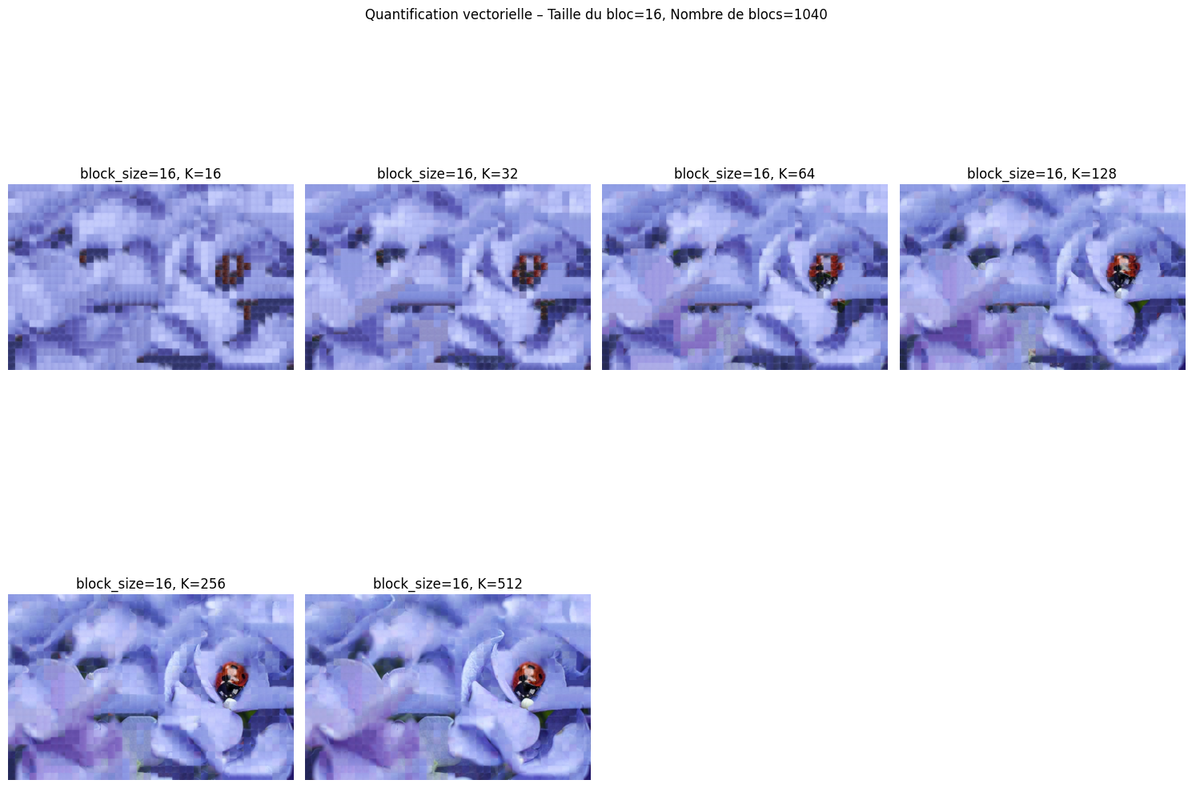 Quantification vectorielle – Taille du bloc=16, Nombre de blocs=1040
block_size=16, K=16
block_size=16, K=32
block_size=16, K=64
block_size=16, K=128
block_size=16, K=256
block_size=16, K=512